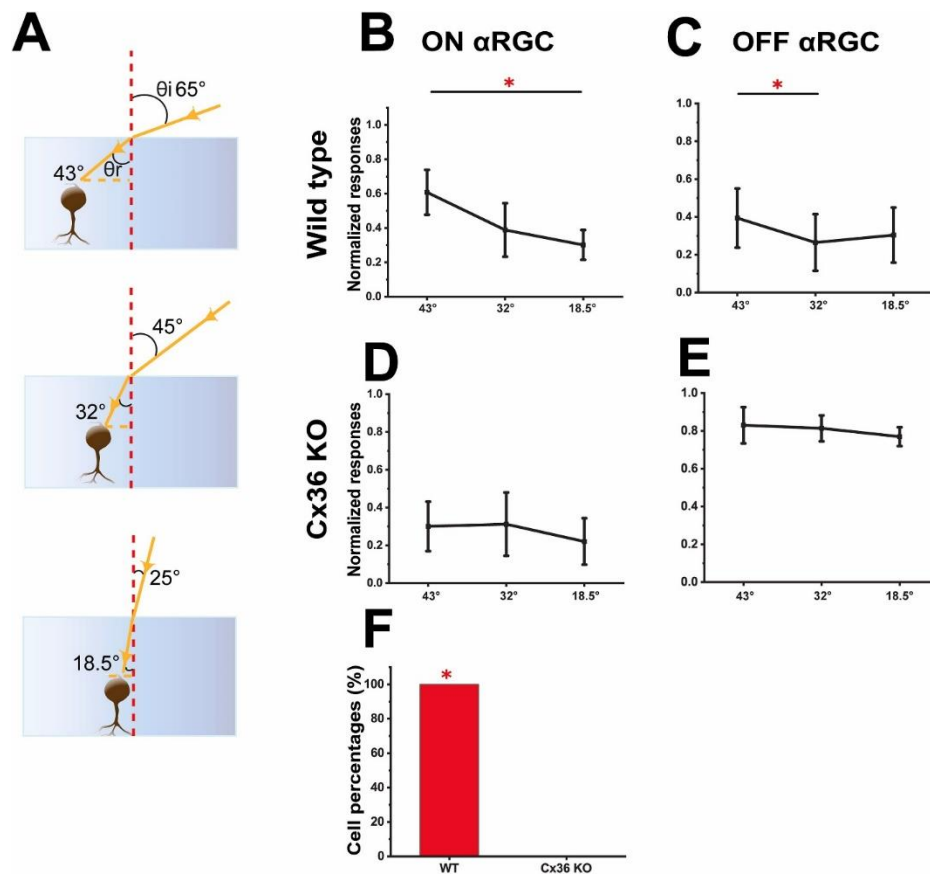 A
θi 65°
43°
θr
45°
32°
25°
18.5°
B
ON αRGC
*
Wild type
Normalized responses
1.0
0.8
0.6
0.4
0.2
0.0
43°
32°
18.5°
C
OFF αRGC
*
1.0
0.8
0.6
0.4
0.2
0.0
43°
32°
18.5°
D
Cx36 KO
Normalized responses
1.0
0.8
0.6
0.4
0.2
0.0
43°
32°
18.5°
E
1.0
0.8
0.6
0.4
0.2
0.0
43°
32°
18.5°
F
Cell percentages (%)
100
80
60
40
20
0
*
WT
Cx36 KO